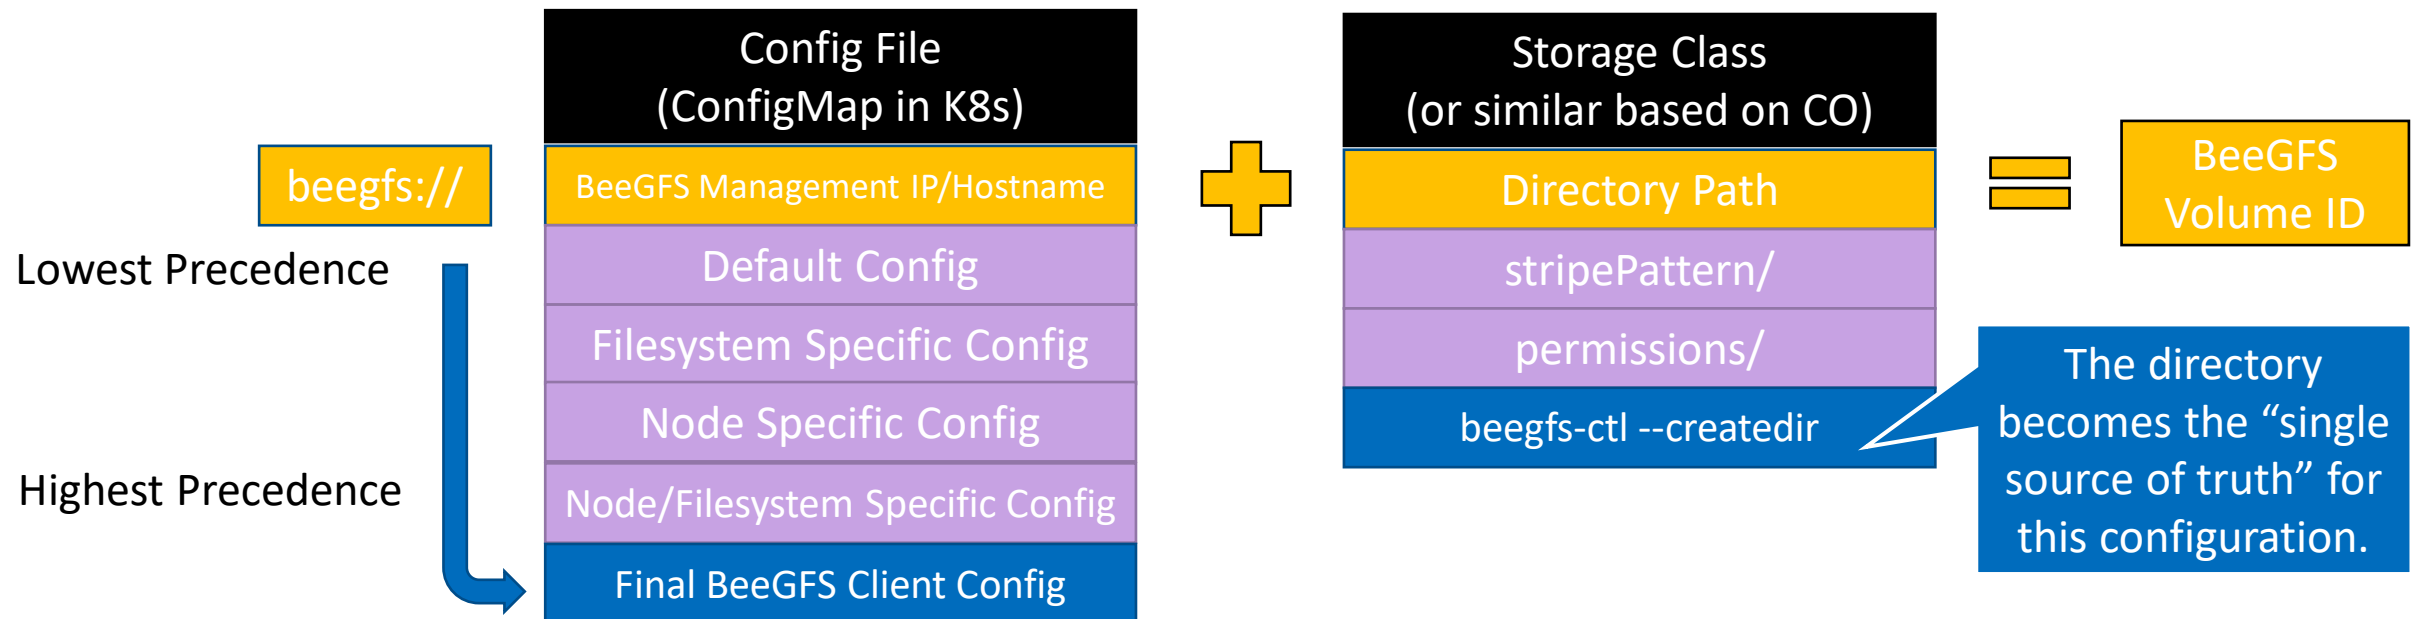 beegfs://
Lowest Precedence
Highest Precedence
Config File
(ConfigMap in K8s)
BeeGFS Management IP/Hostname
Default Config
Filesystem Specific Config
Node Specific Config
Node/Filesystem Specific Config
Final BeeGFS Client Config
Storage Class
(or similar based on CO)
Directory Path
stripePattern/
permissions/
beegfs-ctl --createdir
BeeGFS
Volume ID
The directory
becomes the “single
source of truth” for
this configuration.